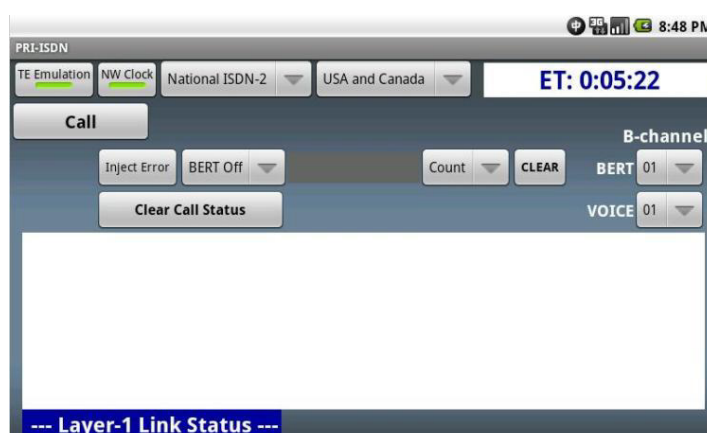 3G
8:48 PM
PRI-ISDN
TE Emulation NW Clock National ISDN-2 USA and Canada ET: 0:05:22
Call
B-channel
Inject Error BERT Off Count CLEAR BERT 01
Clear Call Status VOICE 01
--- Layer-1 Link Status ---